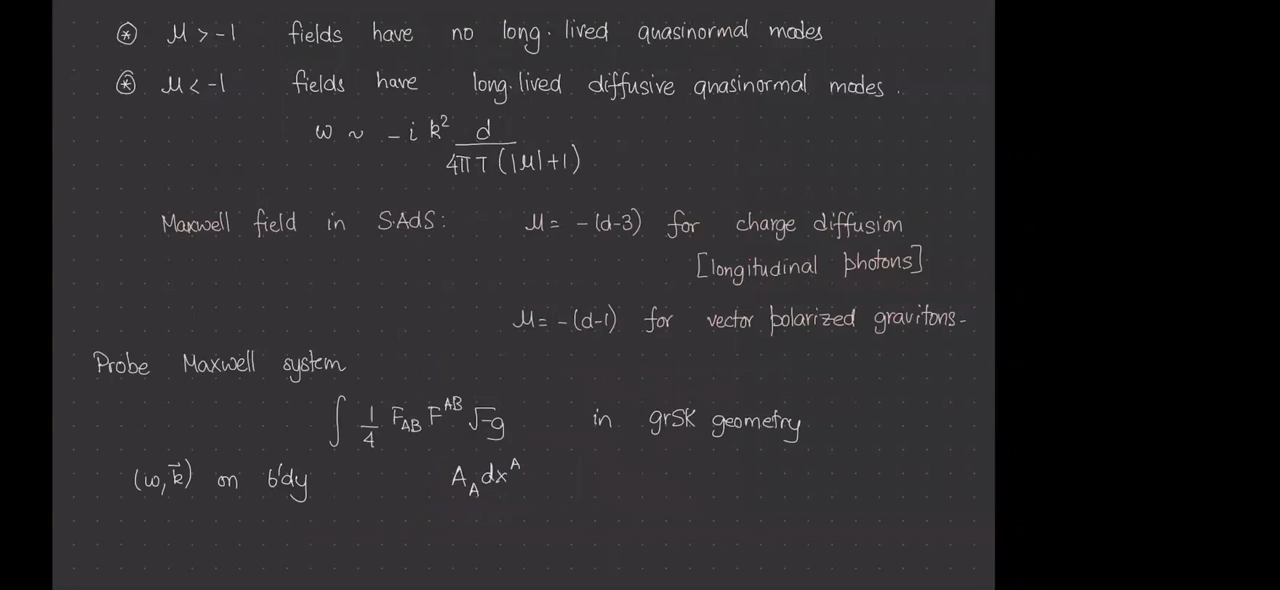 ⊛ μ > -1 fields have no long-lived quasinormal modes
⊛ μ < -1 fields have long-lived diffusive quasinormal modes.
ω ~ -i k² d / 4πT (|μ|+1)
Maxwell field in SAdS: μ = -(d-3) for charge diffusion
[longitudinal photons]
μ = -(d-1) for vector polarized gravitons-
Probe Maxwell system
∫ 1/4 F_AB F^AB √-g in grSK geometry
(ω, k⃗) on b'dy A_A dx^A